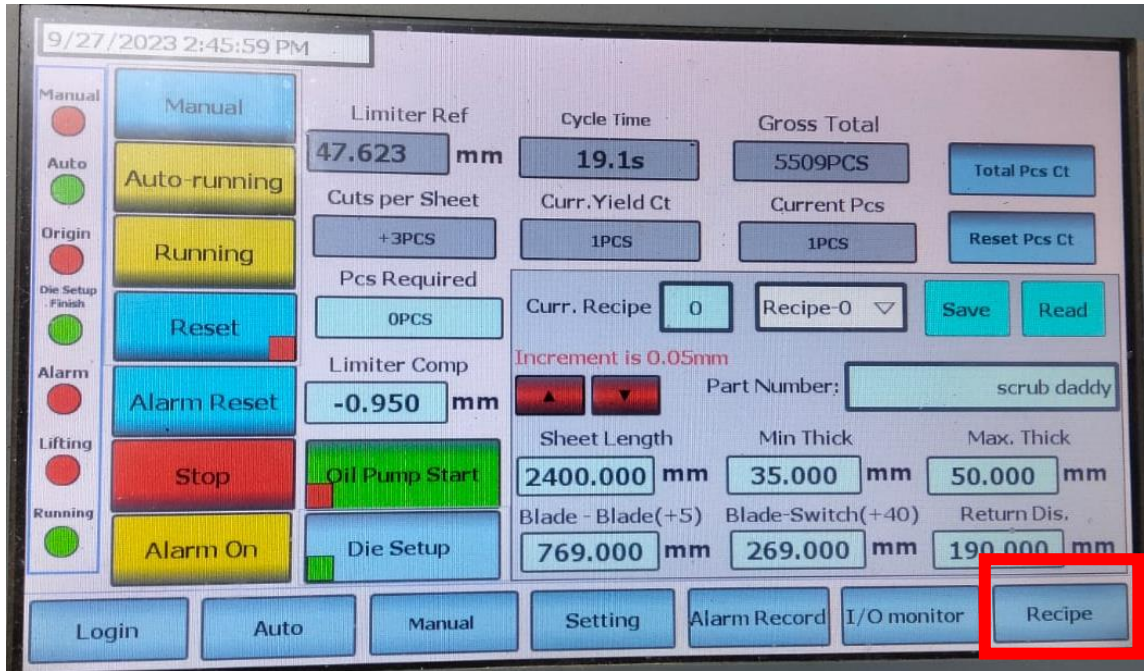 9/27/2023 2:45:59 PM
Manual
Auto
Origin
Die Setup
Finish
Alarm
Lifting
Running
Manual
Auto-running
Running
Reset
Alarm Reset
Stop
Alarm On
Limiter Ref
47.623 mm
Cuts per Sheet
+3PCS
Pcs Required
0PCS
Limiter Comp
-0.950 mm
Oil Pump Start
Die Setup
Cycle Time
19.1s
Curr.Yield Ct
1PCS
Gross Total
5509PCS
Current Pcs
1PCS
Total Pcs Ct
Reset Pcs Ct
Curr. Recipe 0 Recipe-0 Save Read
Increment is 0.05mm
Part Number: scrub daddy
Sheet Length Min Thick Max. Thick
2400.000 mm 35.000 mm 50.000 mm
Blade - Blade(+5) Blade-Switch(+40) Return Dis.
769.000 mm 269.000 mm 190.000 mm
Login Auto Manual Setting Alarm Record I/O monitor Recipe